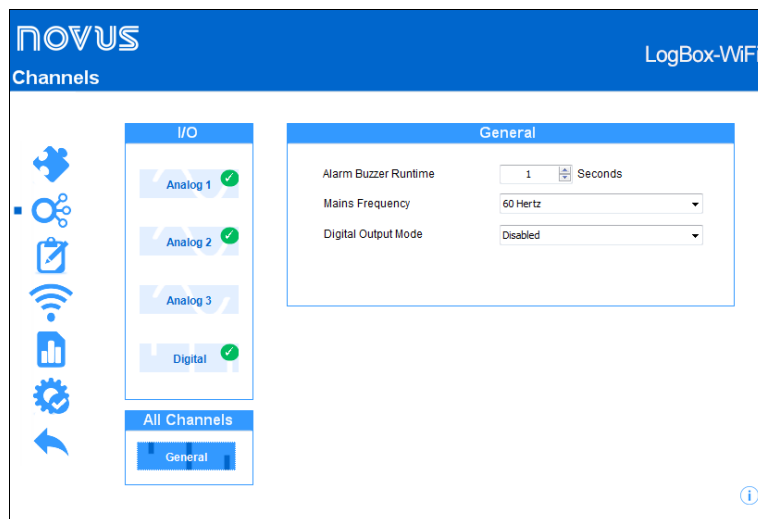 novus
LogBox-WiFi
Channels
I/O
Analog 1
Analog 2
Analog 3
Digital
All Channels
General
General
Alarm Buzzer Runtime 1 Seconds
Mains Frequency 60 Hertz
Digital Output Mode Disabled
i